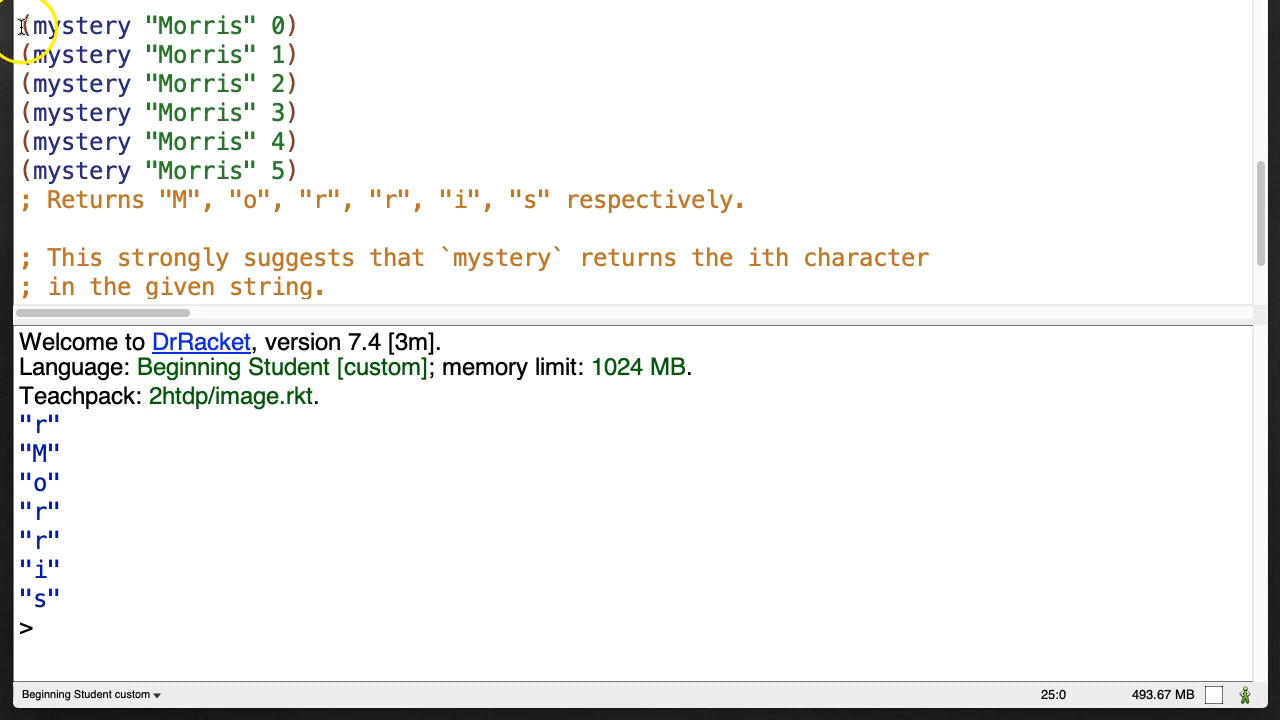 (mystery "Morris" 0)
(mystery "Morris" 1)
(mystery "Morris" 2)
(mystery "Morris" 3)
(mystery "Morris" 4)
(mystery "Morris" 5)
; Returns "M", "o", "r", "r", "i", "s" respectively.
; This strongly suggests that `mystery` returns the ith character
; in the given string.
Welcome to DrRacket, version 7.4 [3m].
Language: Beginning Student [custom]; memory limit: 1024 MB.
Teachpack: 2htdp/image.rkt.
"r"
"M"
"o"
"r"
"r"
"i"
"s"
>
Beginning Student custom 25:0 493.67 MB